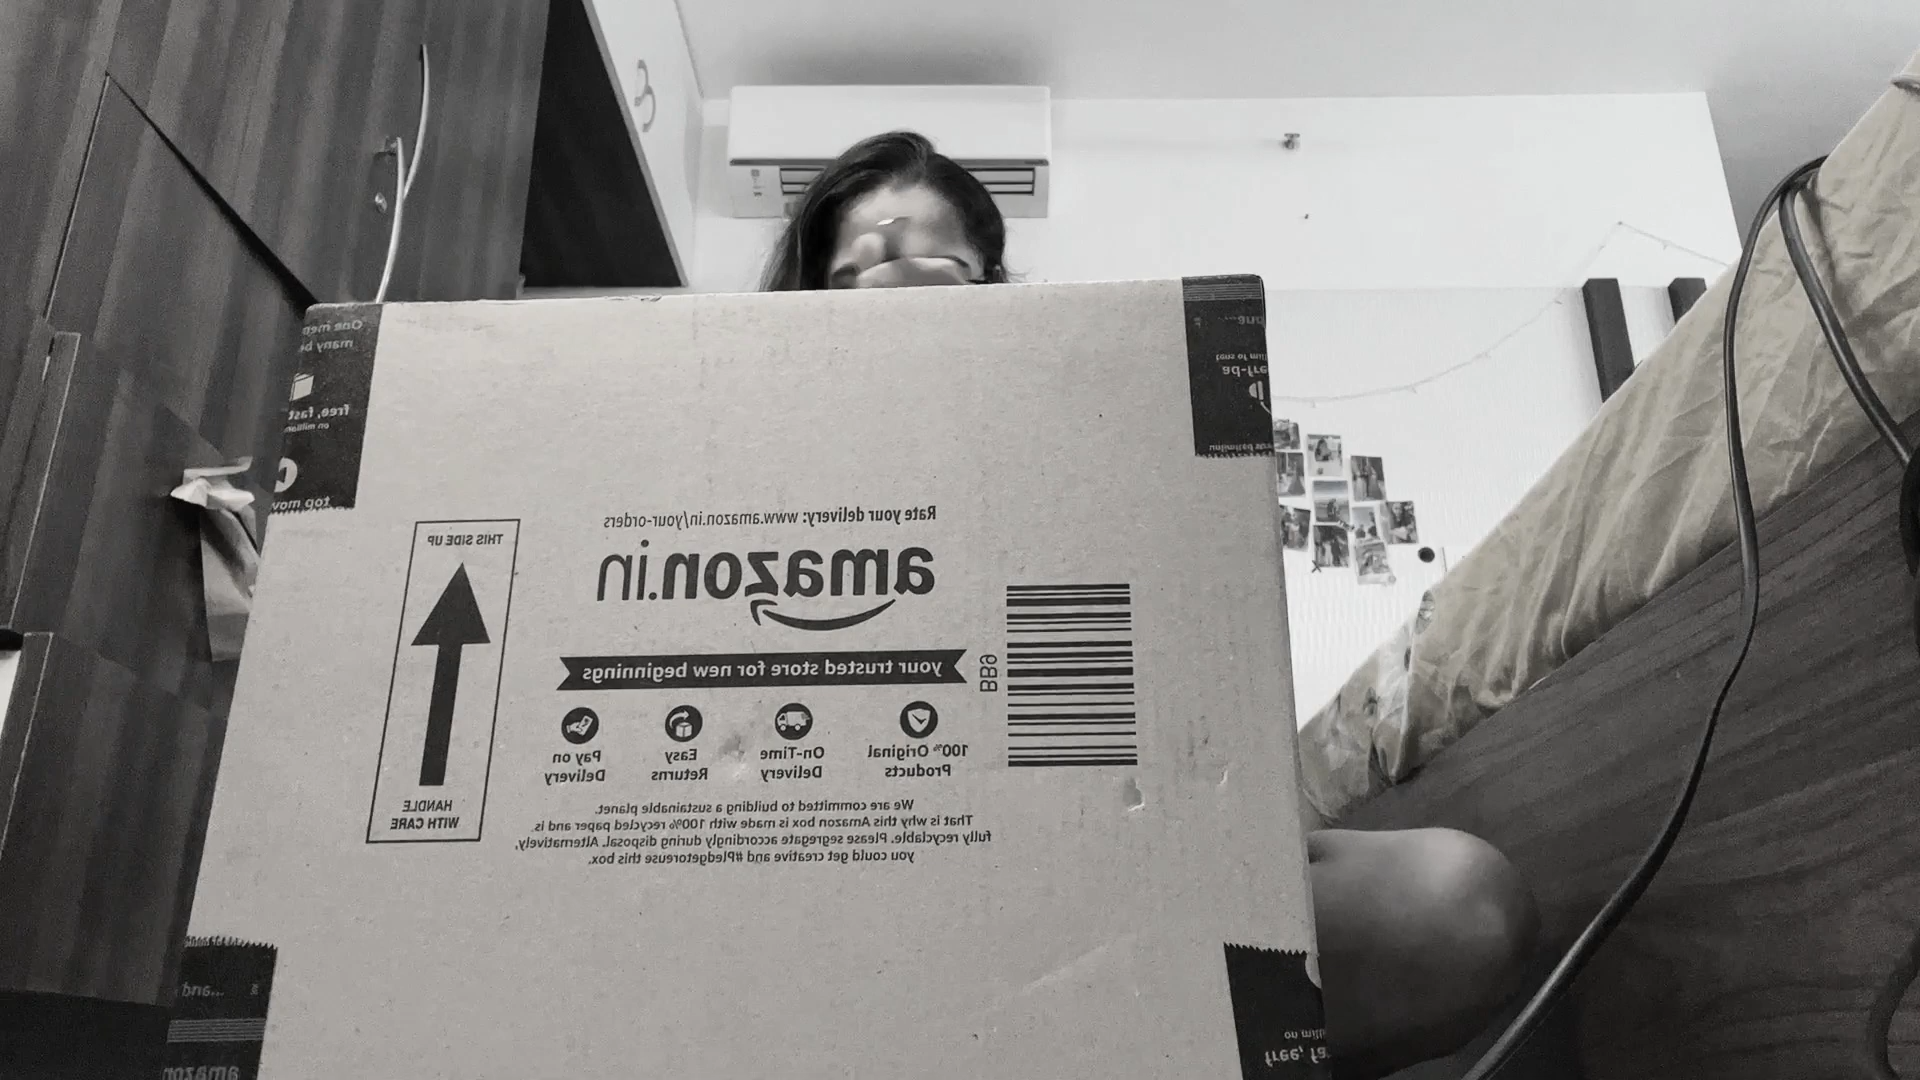 Rate your delivery: www.amazon.in/your-orders
amazon.in
your trusted store for new beginnings
100% Original
Products
On-Time
Delivery
Easy
Returns
Pay on
Delivery
We are committed to building a sustainable planet.
That is why this Amazon box is made with 100% recycled paper and is
fully recyclable. Please segregate accordingly during disposal. Alternatively,
you could get creative and #Pledgetoreuse this box.
BB9
THIS SIDE UP
HANDLE
WITH CARE
One
many
free, fast
on million
top
and...
amazon
free,